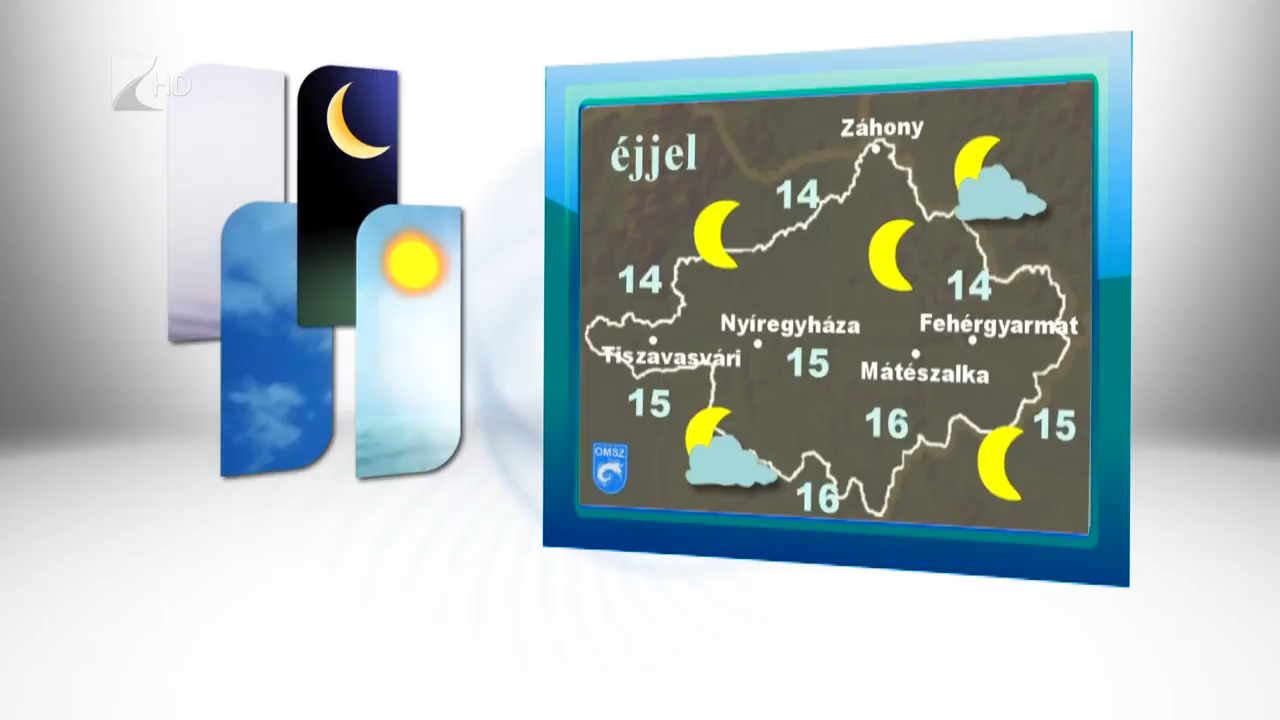 HD
éjjel
Záhony
14
14
14
Nyíregyháza
Fehérgyarmat
Tiszavasvári
15
Mátészalka
15
16
15
OMSZ
16